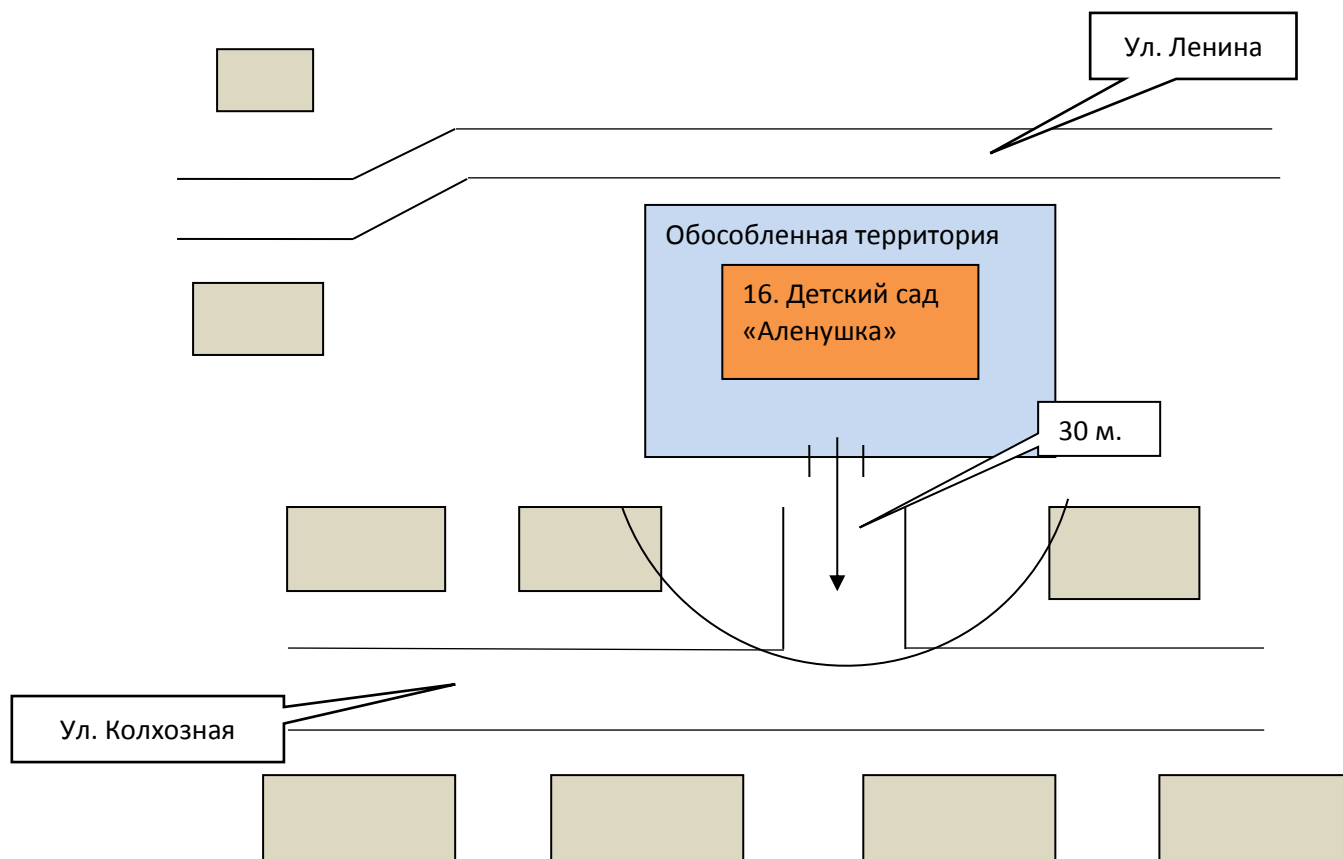 Ул. Ленина
Обособленная территория
16. Детский сад
«Аленушка»
30 м.
Ул. Колхозная